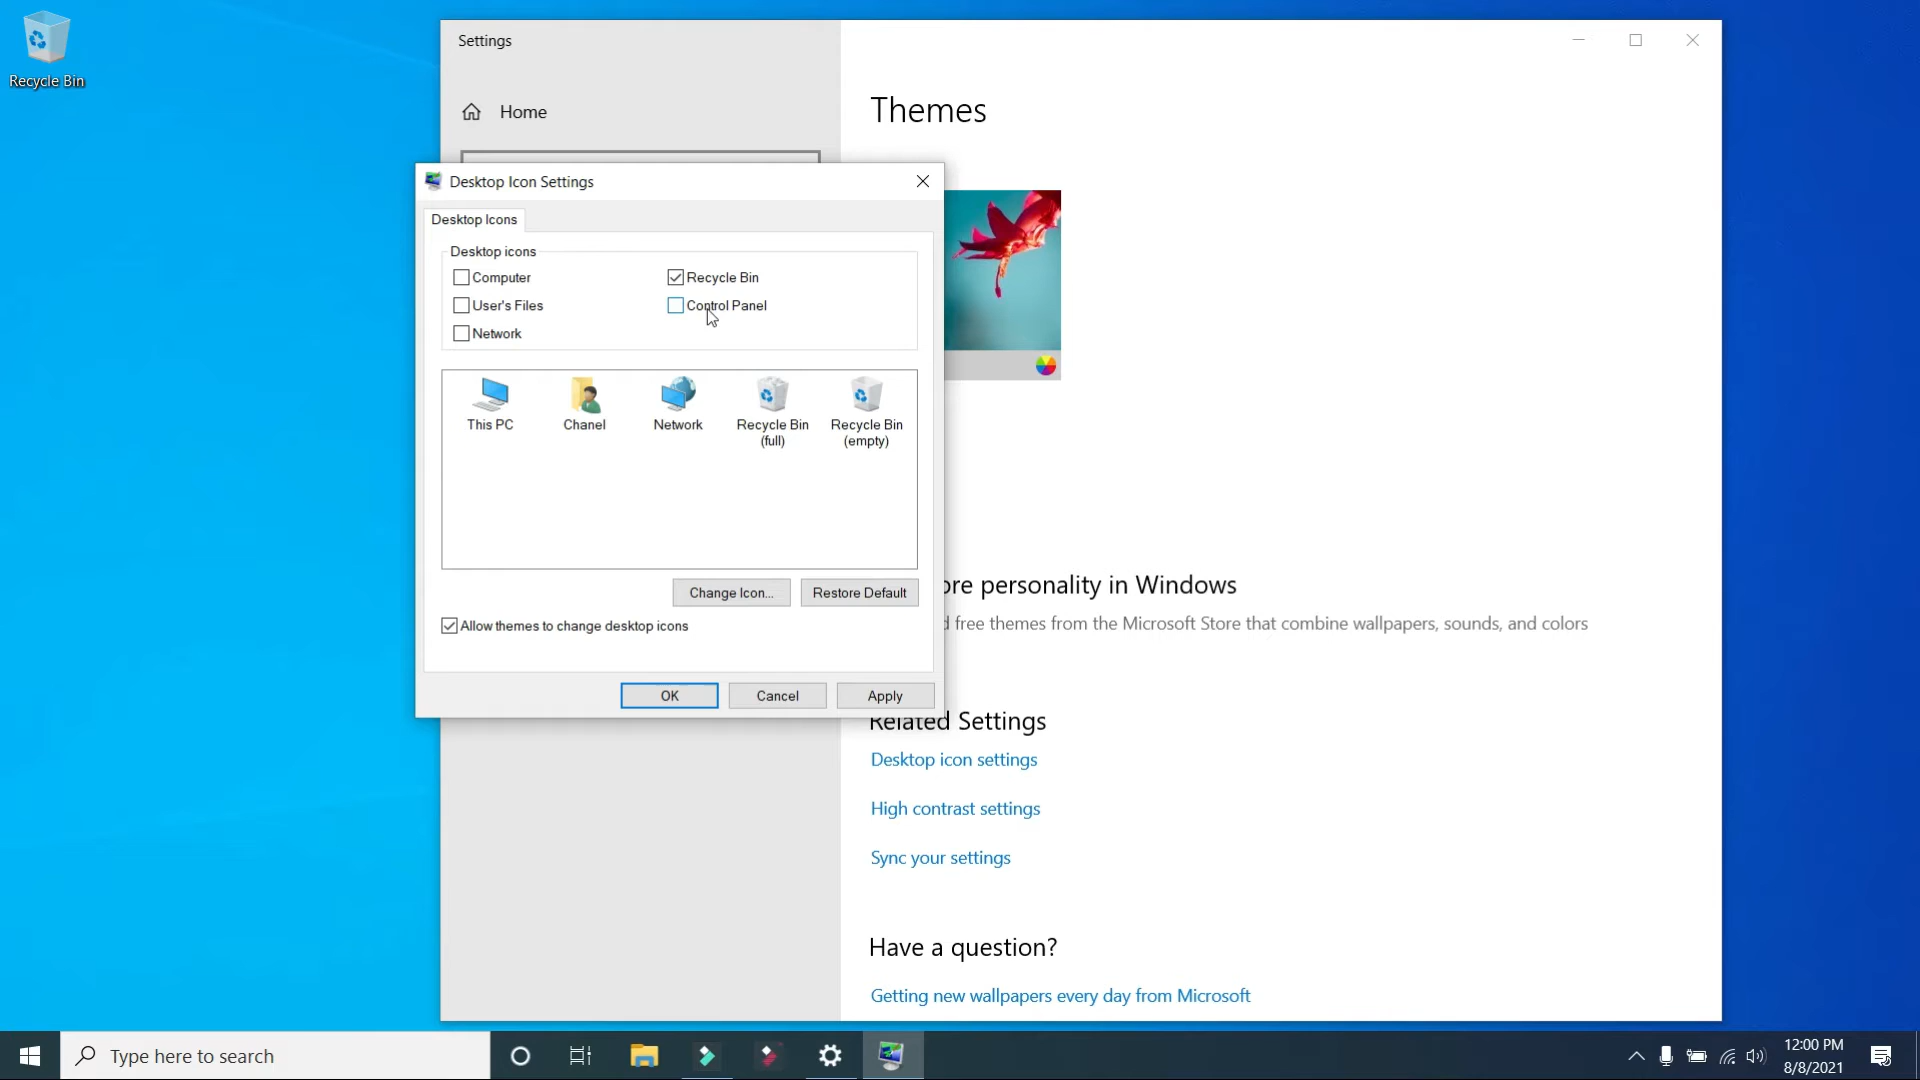 Recycle Bin
Settings
Home
Themes
Desktop Icon Settings
Desktop Icons
Desktop icons
Computer
Recycle Bin
User's Files
Control Panel
Network
This PC
Chanel
Network
Recycle Bin
(full)
Recycle Bin
(empty)
Change Icon...
Restore Default
Allow themes to change desktop icons
OK
Cancel
Apply
personality in Windows
free themes from the Microsoft Store that combine wallpapers, sounds, and colors
Related Settings
Desktop icon settings
High contrast settings
Sync your settings
Have a question?
Getting new wallpapers every day from Microsoft
Type here to search
12:00 PM
8/8/2021